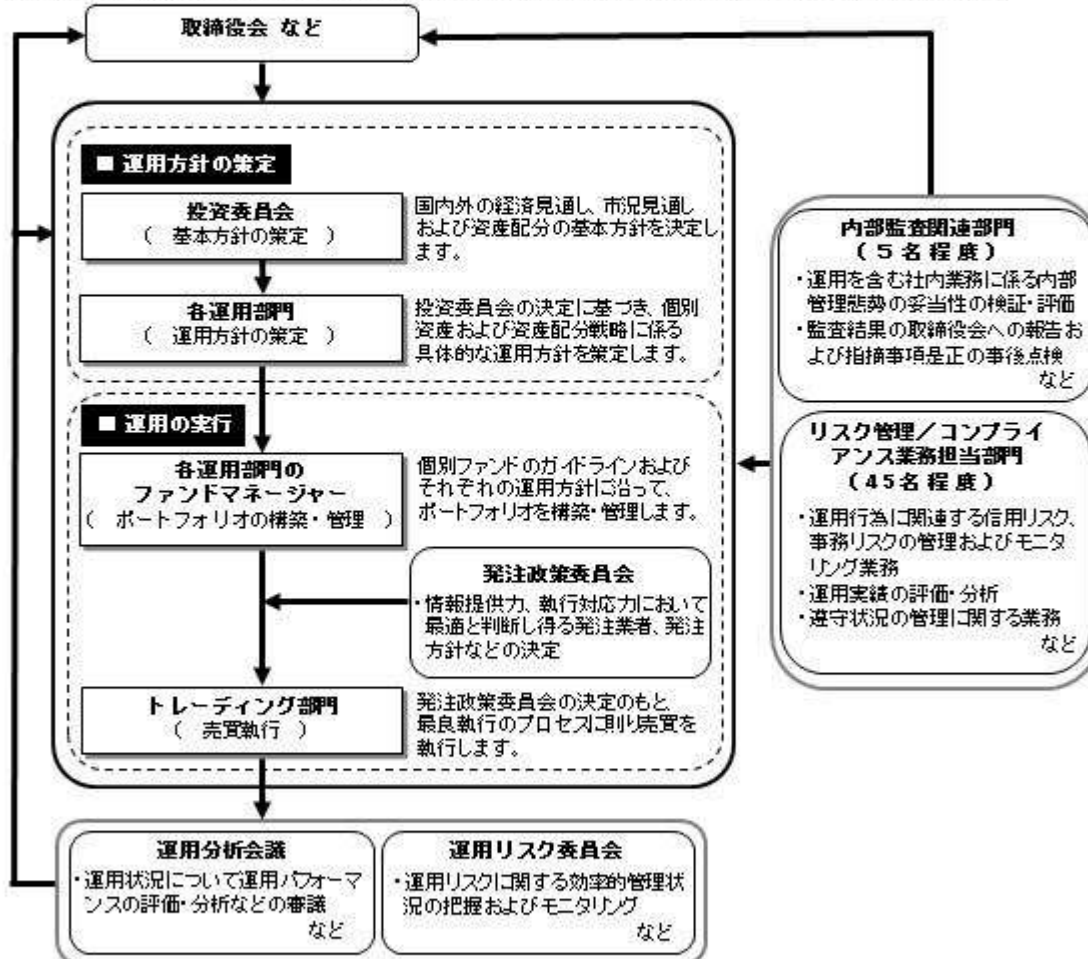 取締役会 など
■ 運用方針の策定
投資委員会
( 基本方針の策定 )
国内外の経済見通し、市況見通し
および資産配分の基本方針を決定し
ます。
各運用部門
( 運用方針の策定 )
投資委員会の決定に基づき、個別
資産および資産配分戦略に係る
具体的な運用方針を策定します。
■ 運用の実行
各運用部門の
ファンドマネージャー
( ポートフォリオの構築・管理 )
個別ファンドのガイドラインおよび
それぞれの運用方針に沿って、
ポートフォリオを構築・管理します。
発注政策委員会
・情報提供力、執行対応力において
最適と判断し得る発注業者、発注
方針などの決定
トレーディング部門
( 売買執行 )
発注政策委員会の決定のもと、
最良執行のプロセスに則り売買を
執行します。
運用分析会議
・運用状況について運用パフォーマ
ンスの評価・分析などの審議
など
運用リスク委員会
・運用リスクに関する効率的管理状
況の把握およびモニタリング
など
内部監査関連部門
(5名程度)
・運用を含む社内業務に係る内部
管理態勢の妥当性の検証・評価
・監査結果の取締役会への報告お
よび指摘事項是正の事後点検
など
リスク管理/コンプライ
アンス業務担当部門
(45名程度)
・運用行為に関連する信用リスク、
事務リスクの管理およびモニタ
リング業務
・運用実績の評価・分析
・遵守状況の管理に関する業務
など